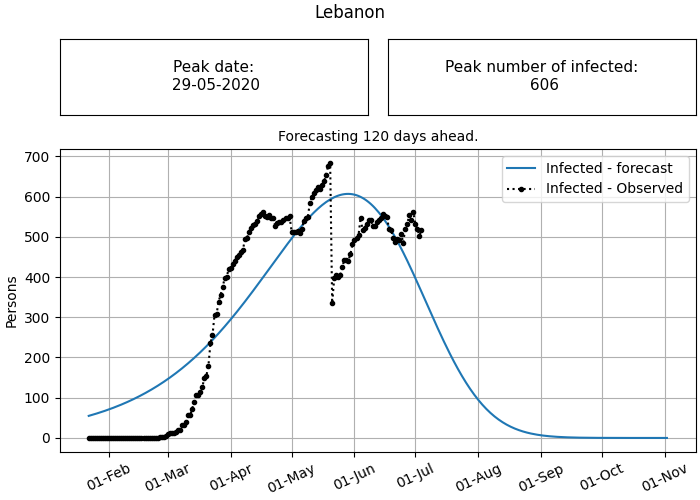 Lebanon
Peak date:
29-05-2020
Peak number of infected:
606
Forecasting 120 days ahead.
Infected - forecast
Infected - Observed
Persons
700
600
500
400
300
200
100
0
01-Feb
01-Mar
01-Apr
01-May
01-Jun
01-Jul
01-Aug
01-Sep
01-Oct
01-Nov